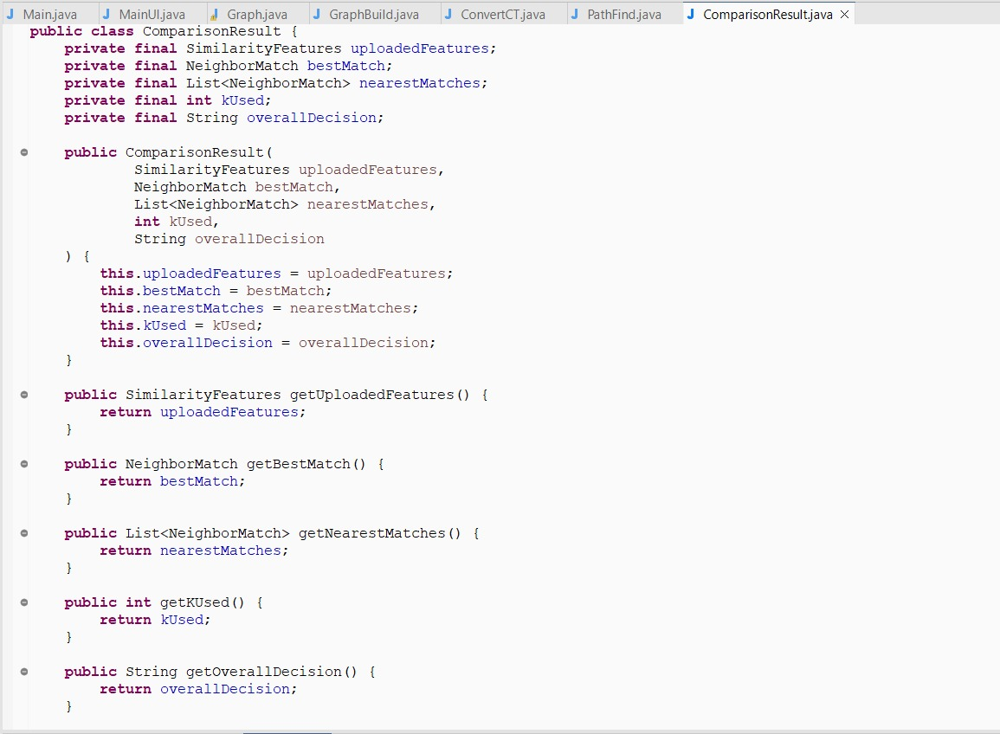 Main.java MainUI.java Graph.java GraphBuild.java ConvertCT.java PathFind.java ComparisonResult.java
public class ComparisonResult {
    private final SimilarityFeatures uploadedFeatures;
    private final NeighborMatch bestMatch;
    private final List<NeighborMatch> nearestMatches;
    private final int kUsed;
    private final String overallDecision;

    public ComparisonResult(
            SimilarityFeatures uploadedFeatures,
            NeighborMatch bestMatch,
            List<NeighborMatch> nearestMatches,
            int kUsed,
            String overallDecision
    ) {
        this.uploadedFeatures = uploadedFeatures;
        this.bestMatch = bestMatch;
        this.nearestMatches = nearestMatches;
        this.kUsed = kUsed;
        this.overallDecision = overallDecision;
    }

    public SimilarityFeatures getUploadedFeatures() {
        return uploadedFeatures;
    }

    public NeighborMatch getBestMatch() {
        return bestMatch;
    }

    public List<NeighborMatch> getNearestMatches() {
        return nearestMatches;
    }

    public int getKUsed() {
        return kUsed;
    }

    public String getOverallDecision() {
        return overallDecision;
    }